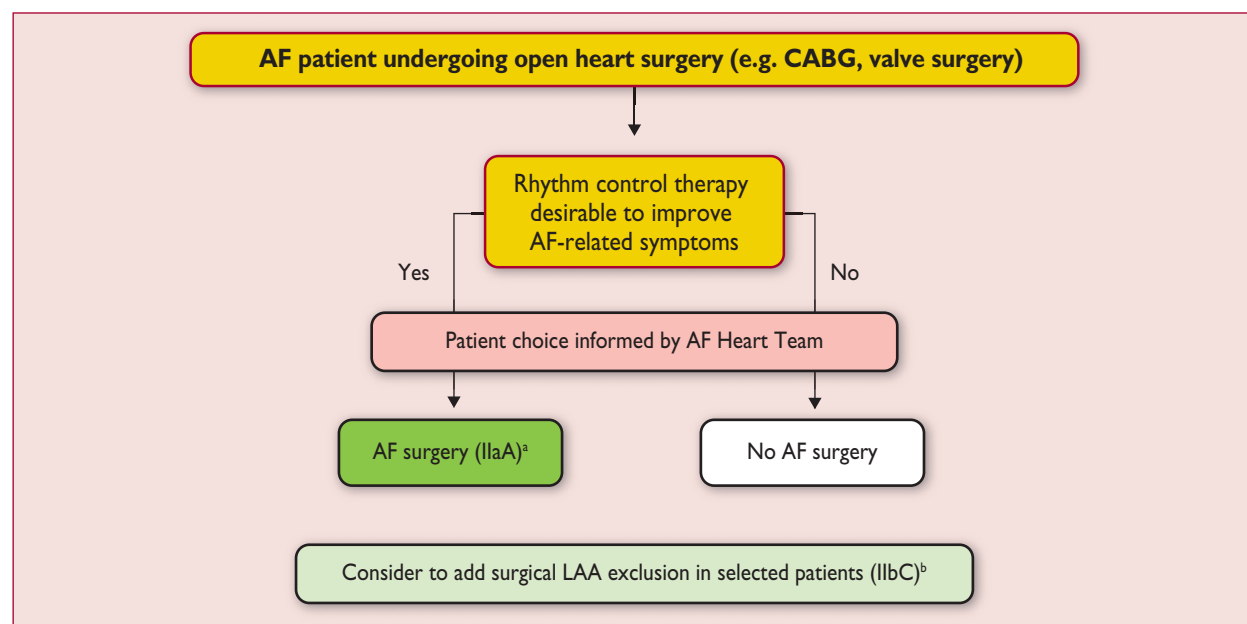 AF patient undergoing open heart surgery (e.g. CABG, valve surgery)
Rhythm control therapy
desirable to improve
AF-related symptoms
Yes
No
Patient choice informed by AF Heart Team
AF surgery (IIaA)ᵃ
No AF surgery
Consider to add surgical LAA exclusion in selected patients (IIbC)ᵇ